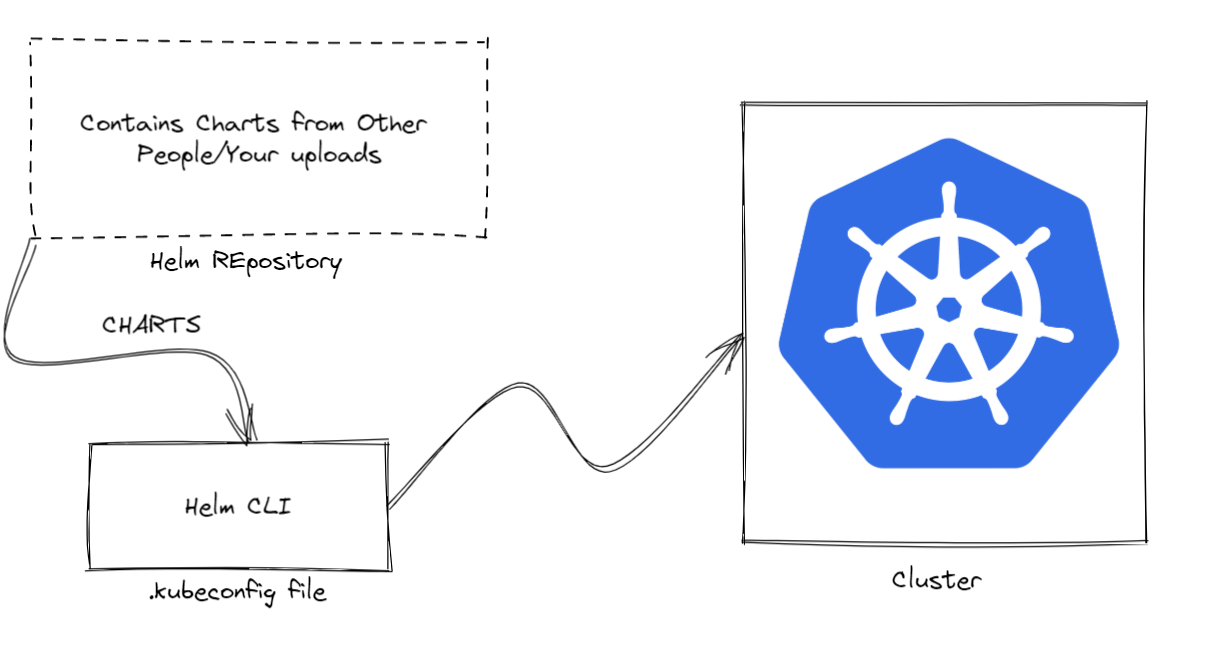 Contains Charts from Other
People/Your uploads
Helm REpository
CHARTS
Helm CLI
.kubeconfig file
Cluster